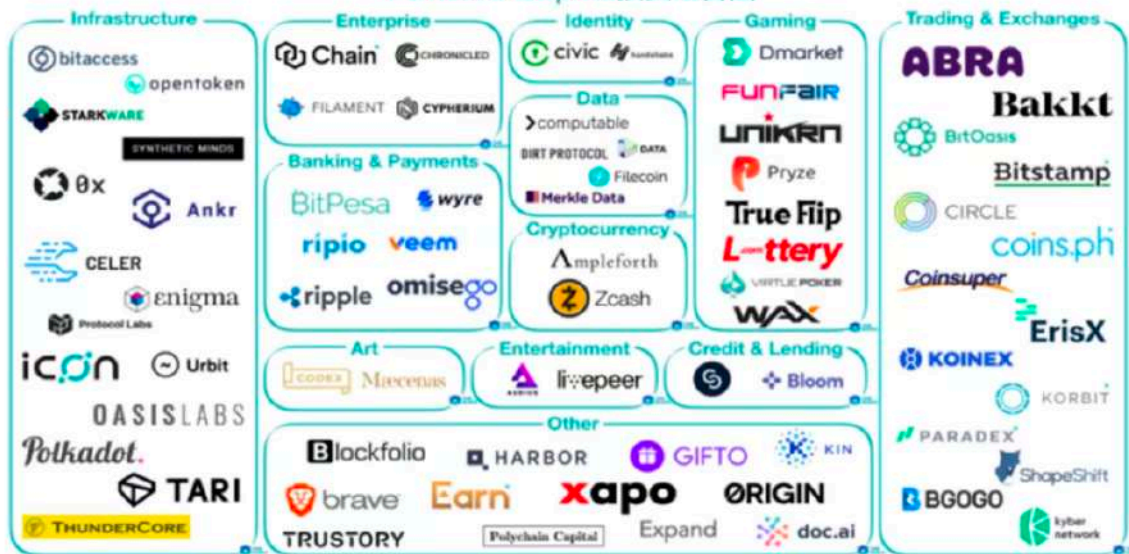 Infrastructure
bitaccess
opentoken
STARKWARE
SYNTHETIC MINDS
0x
Ankr
CELER
enigma
Protocol Labs
icon
Urbit
OASISLABS
Polkadot.
TARI
THUNDERCORE
Enterprise
Chain
CHRONICLED
FILAMENT
CYPHERIUM
Banking & Payments
BitPesa
wyre
ripio
veem
ripple
omisego
Identity
civic
handshake
Data
computable
DIRT PROTOCOL
DATA
Filecoin
Merkle Data
Cryptocurrency
Ampleforth
Zcash
Gaming
Dmarket
FUNFAIR
UNIKRN
Pryze
True Flip
L.com ttery
VIRTUE POKER
WAX
Trading & Exchanges
ABRA
Bakkt
BitOasis
Bitstamp
CIRCLE
coins.ph
Coinsuper
ErisX
KOINEX
KORBIT
PARADEX
ShapeShift
BGOGO
kyber
network
Art
CODEX
Mæcenas
Entertainment
AUDIUS
livepeer
Credit & Lending
Bloom
Other
Blockfolio
HARBOR
GIFTO
KIN
brave
Earn
xapo
ORIGIN
TRUSTORY
Polychain Capital
Expand
doc.ai